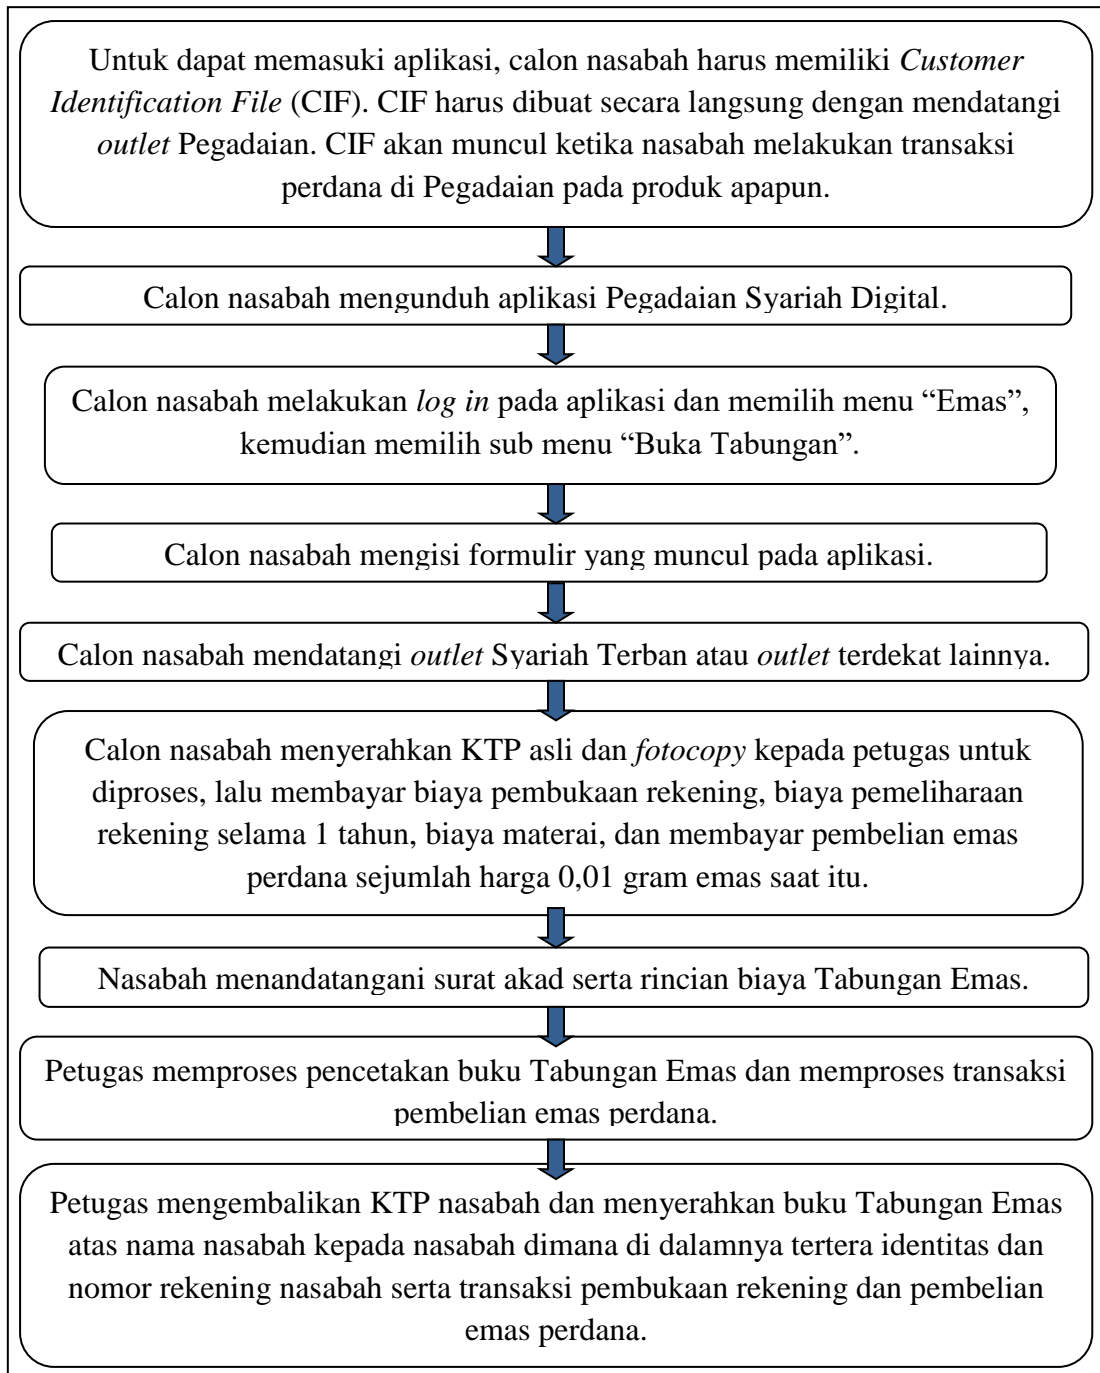 Untuk dapat memasuki aplikasi, calon nasabah harus memiliki Customer
Identification File (CIF). CIF harus dibuat secara langsung dengan mendatangi
outlet Pegadaian. CIF akan muncul ketika nasabah melakukan transaksi
perdana di Pegadaian pada produk apapun.
Calon nasabah mengunduh aplikasi Pegadaian Syariah Digital.
Calon nasabah melakukan log in pada aplikasi dan memilih menu “Emas”,
kemudian memilih sub menu “Buka Tabungan”.
Calon nasabah mengisi formulir yang muncul pada aplikasi.
Calon nasabah mendatangi outlet Syariah Terban atau outlet terdekat lainnya.
Calon nasabah menyerahkan KTP asli dan fotocopy kepada petugas untuk
diproses, lalu membayar biaya pembukaan rekening, biaya pemeliharaan
rekening selama 1 tahun, biaya materai, dan membayar pembelian emas
perdana sejumlah harga 0,01 gram emas saat itu.
Nasabah menandatangani surat akad serta rincian biaya Tabungan Emas.
Petugas memproses pencetakan buku Tabungan Emas dan memproses transaksi
pembelian emas perdana.
Petugas mengembalikan KTP nasabah dan menyerahkan buku Tabungan Emas
atas nama nasabah kepada nasabah dimana di dalamnya tertera identitas dan
nomor rekening nasabah serta transaksi pembukaan rekening dan pembelian
emas perdana.